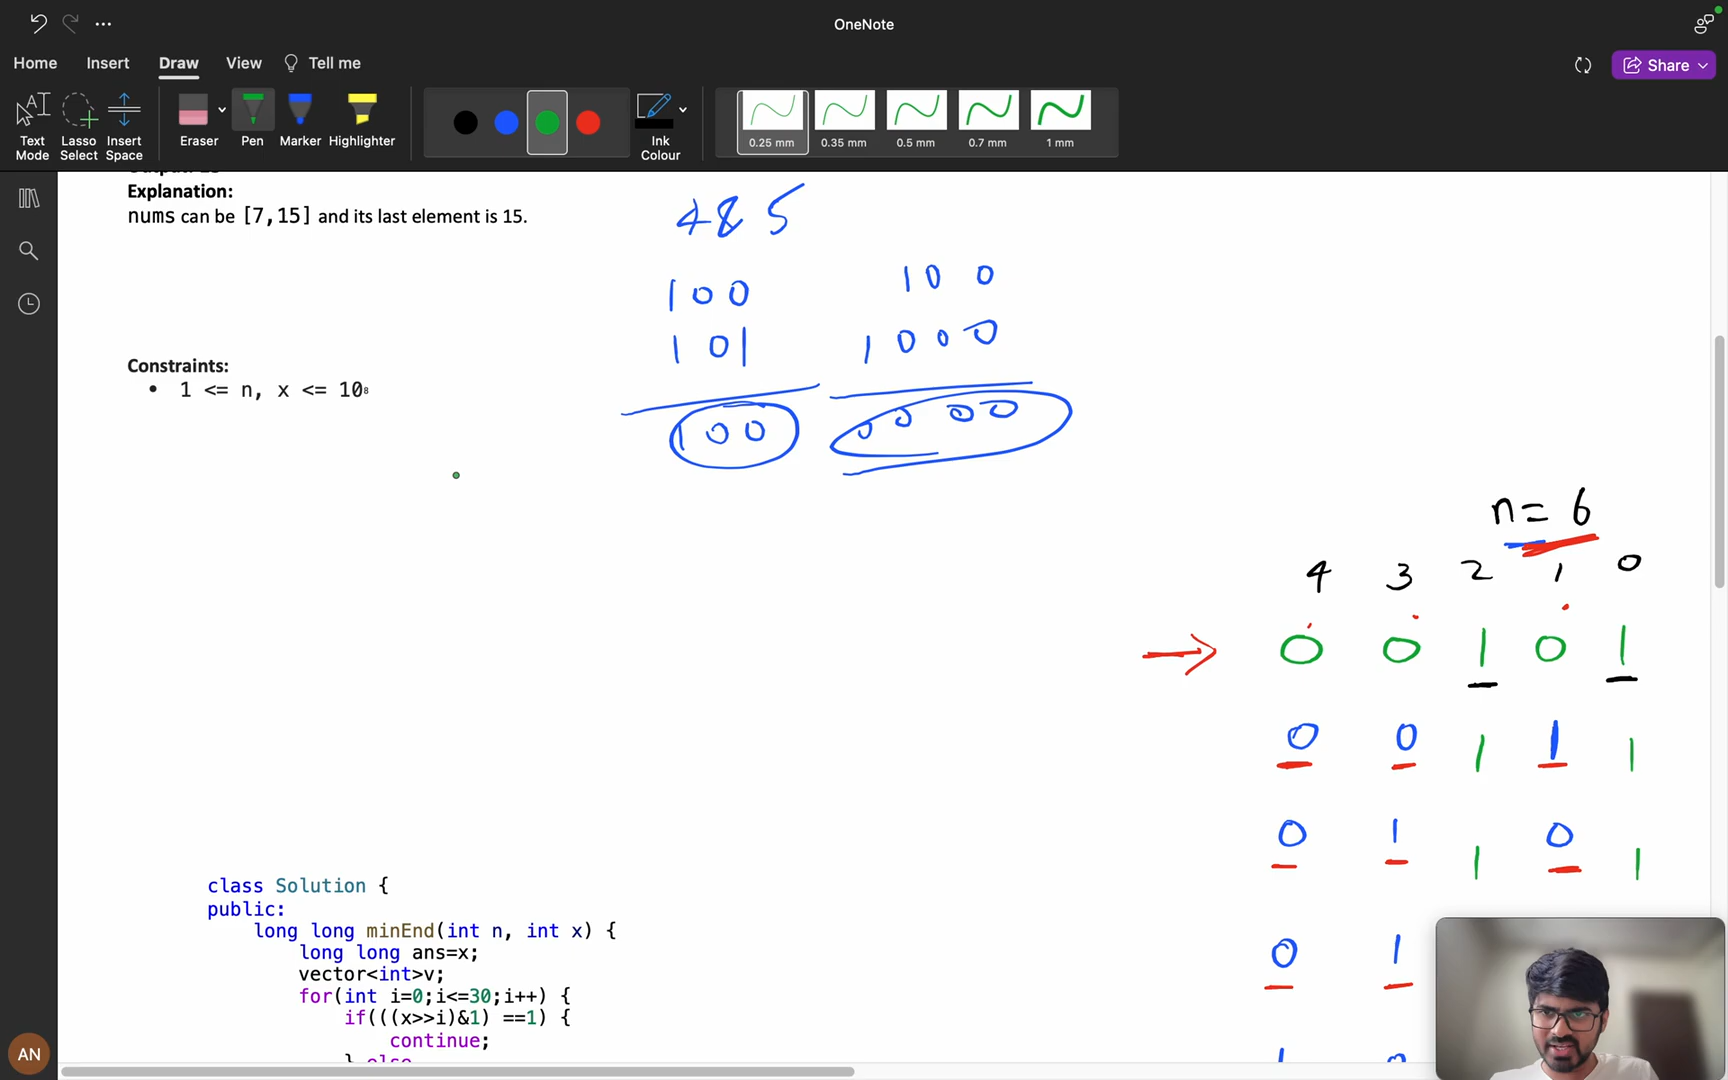 OneNote
Home Insert Draw View Tell me
Share
Text Mode
Lasso Select
Insert Space
Eraser
Pen
Marker
Highlighter
Ink Colour
0.25 mm
0.35 mm
0.5 mm
0.7 mm
1 mm
Explanation:
nums can be [7,15] and its last element is 15.
Constraints:
• 1 <= n, x <= 10⁸
4 & 5
100
101
100
100
1000
0000
n= 6
4 3 2 1 0
0 0 1 0 1
0 0 1 1 1
0 1 1 0 1
0 1
class Solution {
public:
long long minEnd(int n, int x) {
long long ans=x;
vector<int>v;
for(int i=0;i<=30;i++) {
if(((x>>i)&1) ==1) {
continue;
} else
AN